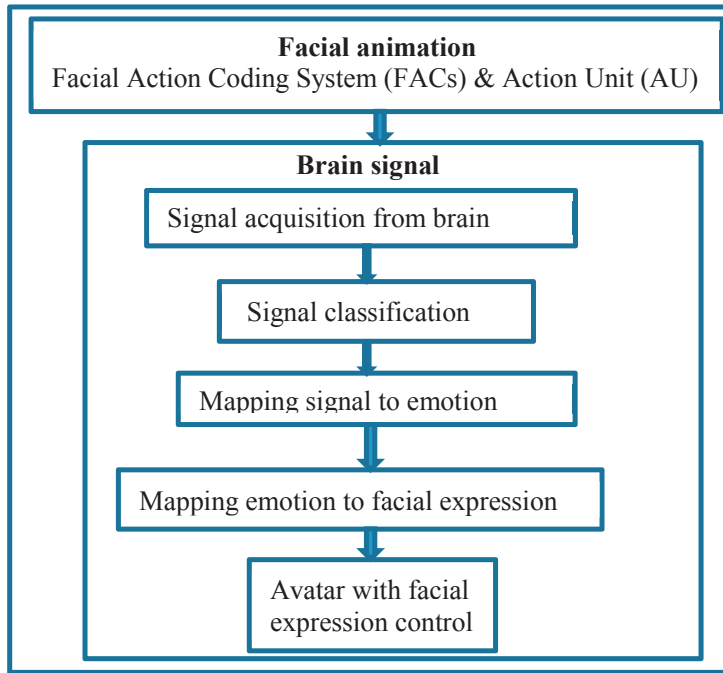 Facial animation
Facial Action Coding System (FACs) & Action Unit (AU)
Brain signal
Signal acquisition from brain
Signal classification
Mapping signal to emotion
Mapping emotion to facial expression
Avatar with facial
expression control